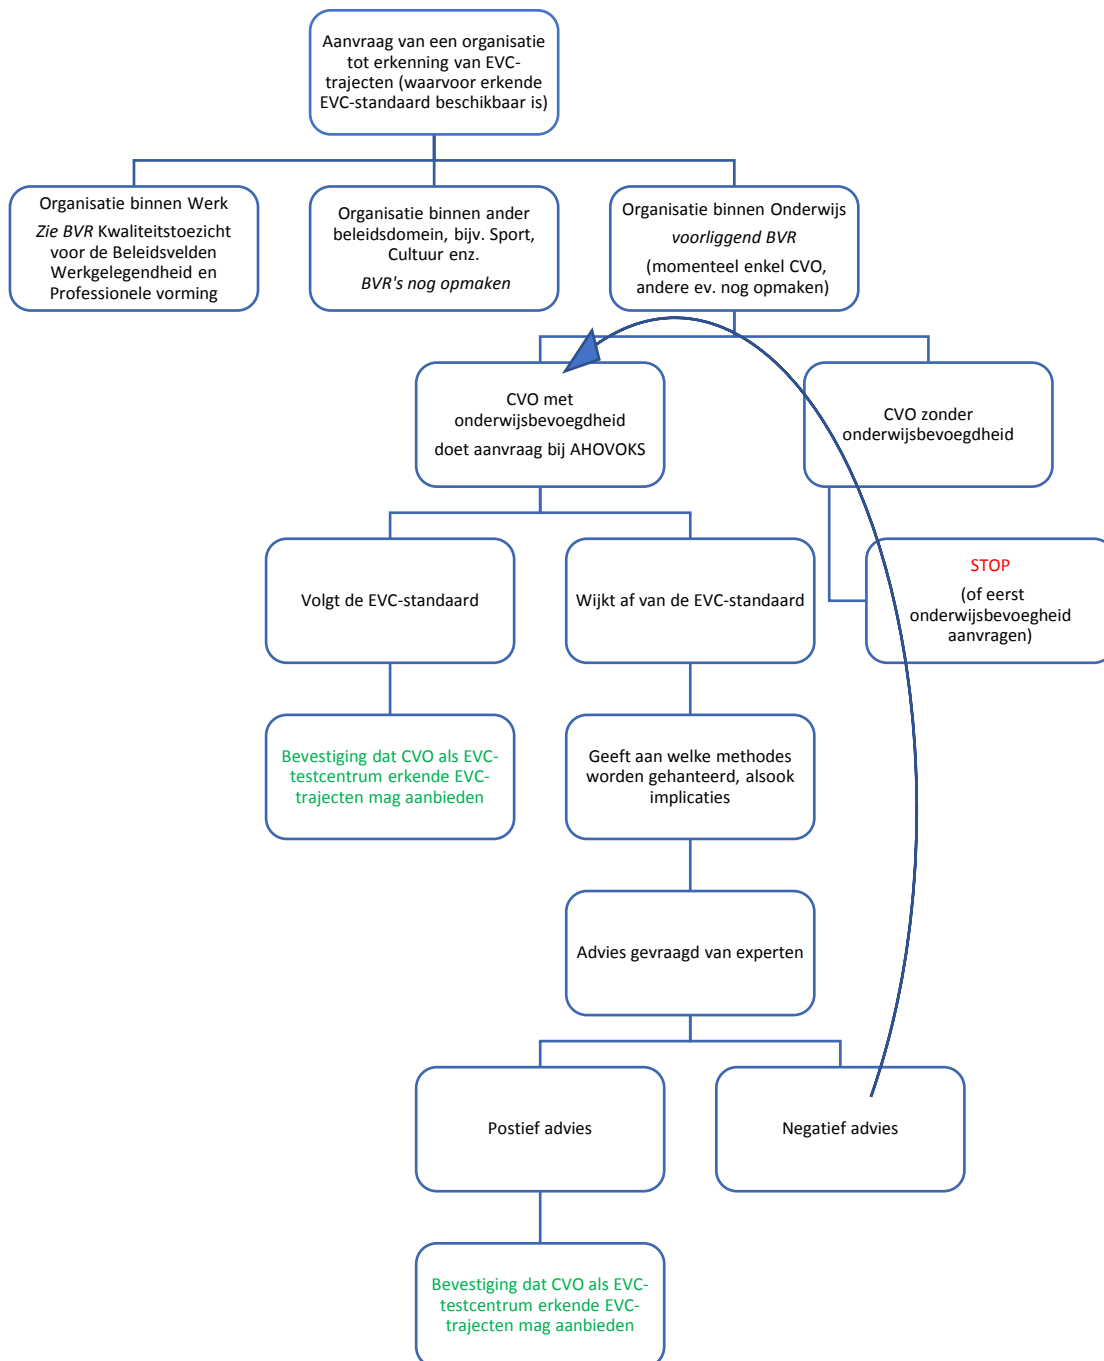 Aanvraag van een organisatie
tot erkenning van EVC-
trajecten (waarvoor erkende
EVC-standaard beschikbaar is)
Organisatie binnen Werk
Zie BVR Kwaliteitstoezicht
voor de Beleidsvelden
Werkgelegendheid en
Professionele vorming
Organisatie binnen ander
beleidsdomein, bijv. Sport,
Cultuur enz.
BVR's nog opmaken
Organisatie binnen Onderwijs
voorliggend BVR
(momenteel enkel CVO,
andere ev. nog opmaken)
CVO met
onderwijsbevoegdheid
doet aanvraag bij AHOVOKS
CVO zonder
onderwijsbevoegdheid
Volgt de EVC-standaard
Wijkt af van de EVC-standaard
STOP
(of eerst
onderwijsbevoegheid
aanvragen)
Bevestiging dat CVO als EVC-
testcentrum erkende EVC-
trajecten mag aanbieden
Geeft aan welke methodes
worden gehanteerd, alsook
implicaties
Advies gevraagd van experten
Postief advies
Negatief advies
Bevestiging dat CVO als EVC-
testcentrum erkende EVC-
trajecten mag aanbieden